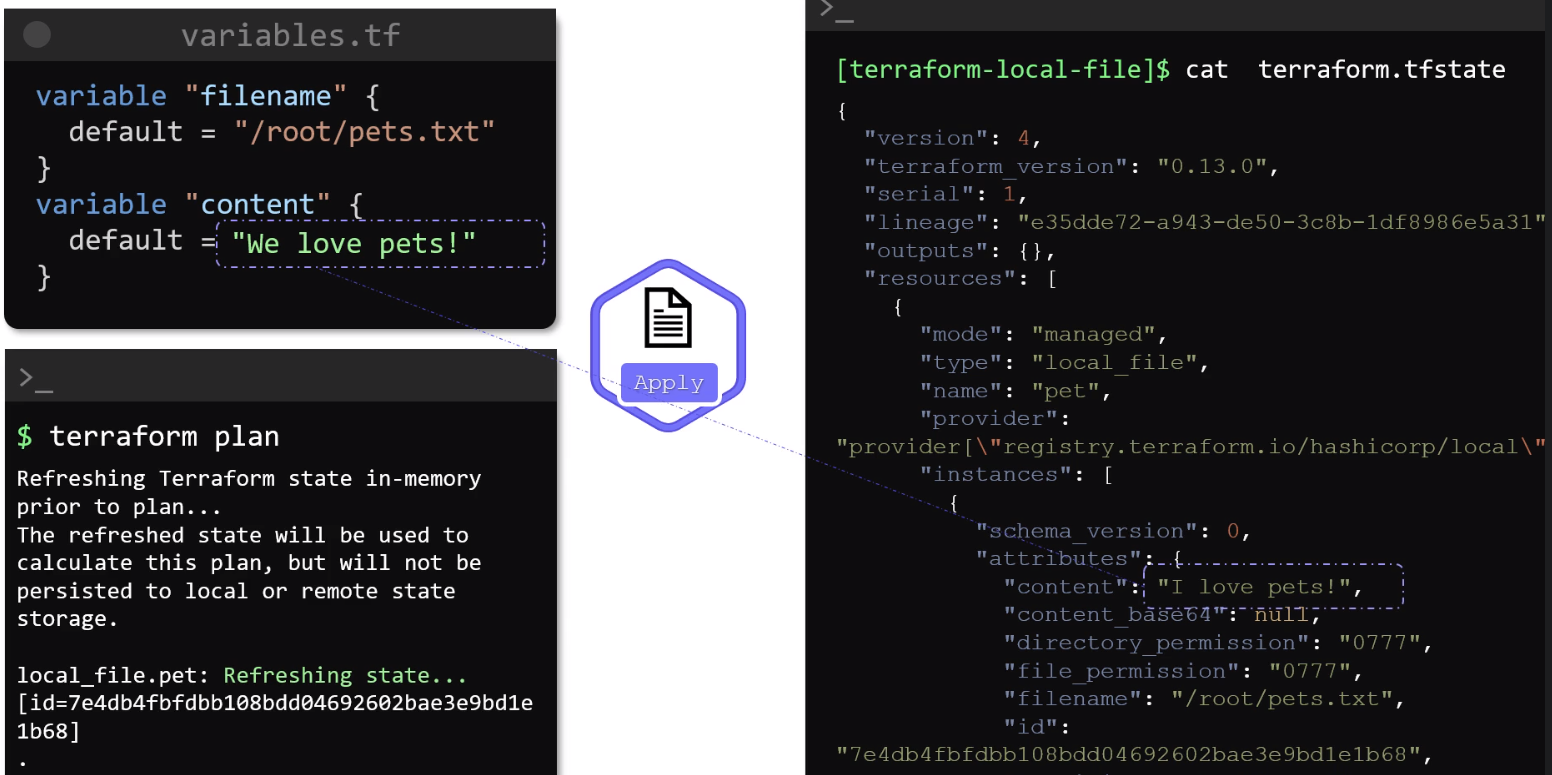 variables.tf
variable "filename" {
  default = "/root/pets.txt"
}
variable "content" {
  default = "We love pets!"
}
>_
$ terraform plan
Refreshing Terraform state in-memory
prior to plan...
The refreshed state will be used to
calculate this plan, but will not be
persisted to local or remote state
storage.
local_file.pet: Refreshing state...
[id=7e4db4fbfdbb108bdd04692602bae3e9bd1e
1b68]
.
Apply
>_
[terraform-local-file]$ cat  terraform.tfstate
{
  "version": 4,
  "terraform_version": "0.13.0",
  "serial": 1,
  "lineage": "e35dde72-a943-de50-3c8b-1df8986e5a31"
  "outputs": {},
  "resources": [
    {
      "mode": "managed",
      "type": "local_file",
      "name": "pet",
      "provider":
"provider[\"registry.terraform.io/hashicorp/local\"
      "instances": [
        {
          "schema_version": 0,
          "attributes": {
            "content": "I love pets!",
            "content_base64": null,
            "directory_permission": "0777",
            "file_permission": "0777",
            "filename": "/root/pets.txt",
            "id":
"7e4db4fbfdbb108bdd04692602bae3e9bd1e1b68",